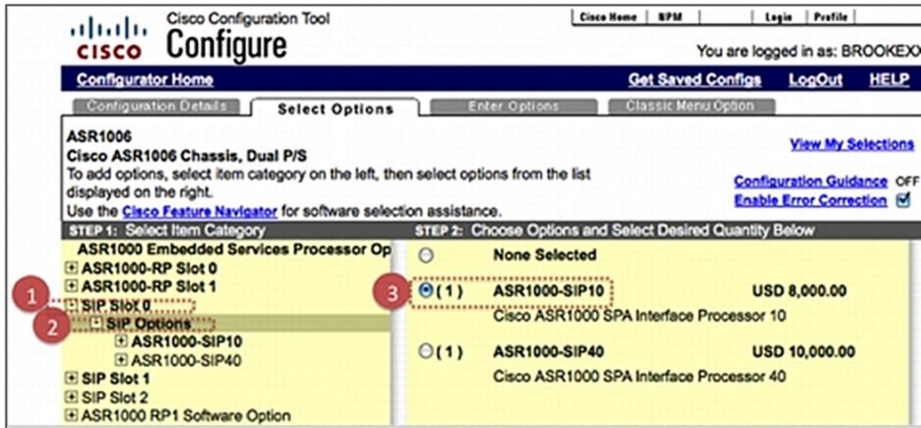 Cisco Configuration Tool
Cisco Home | NPM | Login | Profile |
CISCO
Configure
You are logged in as: BROOKEXX
Configurator Home
Get Saved Configs LogOut HELP
Configuration Details
Select Options
Enter Options
Classic Menu Option
ASR1006
Cisco ASR1006 Chassis, Dual P/S
View My Selections
To add options, select item category on the left, then select options from the list
displayed on the right.
Configuration Guidance OFF
Enable Error Correction
Use the Cisco Feature Navigator for software selection assistance.
STEP 1: Select Item Category
ASR1000 Embedded Services Processor Op
ASR1000-RP Slot 0
ASR1000-RP Slot 1
1
SIP Slot 0
2
SIP Options
ASR1000-SIP10
ASR1000-SIP40
SIP Slot 1
SIP Slot 2
ASR1000 RP1 Software Option
STEP 2: Choose Options and Select Desired Quantity Below
None Selected
3
(1) ASR1000-SIP10 USD 8,000.00
Cisco ASR1000 SPA Interface Processor 10
(1) ASR1000-SIP40 USD 10,000.00
Cisco ASR1000 SPA Interface Processor 40